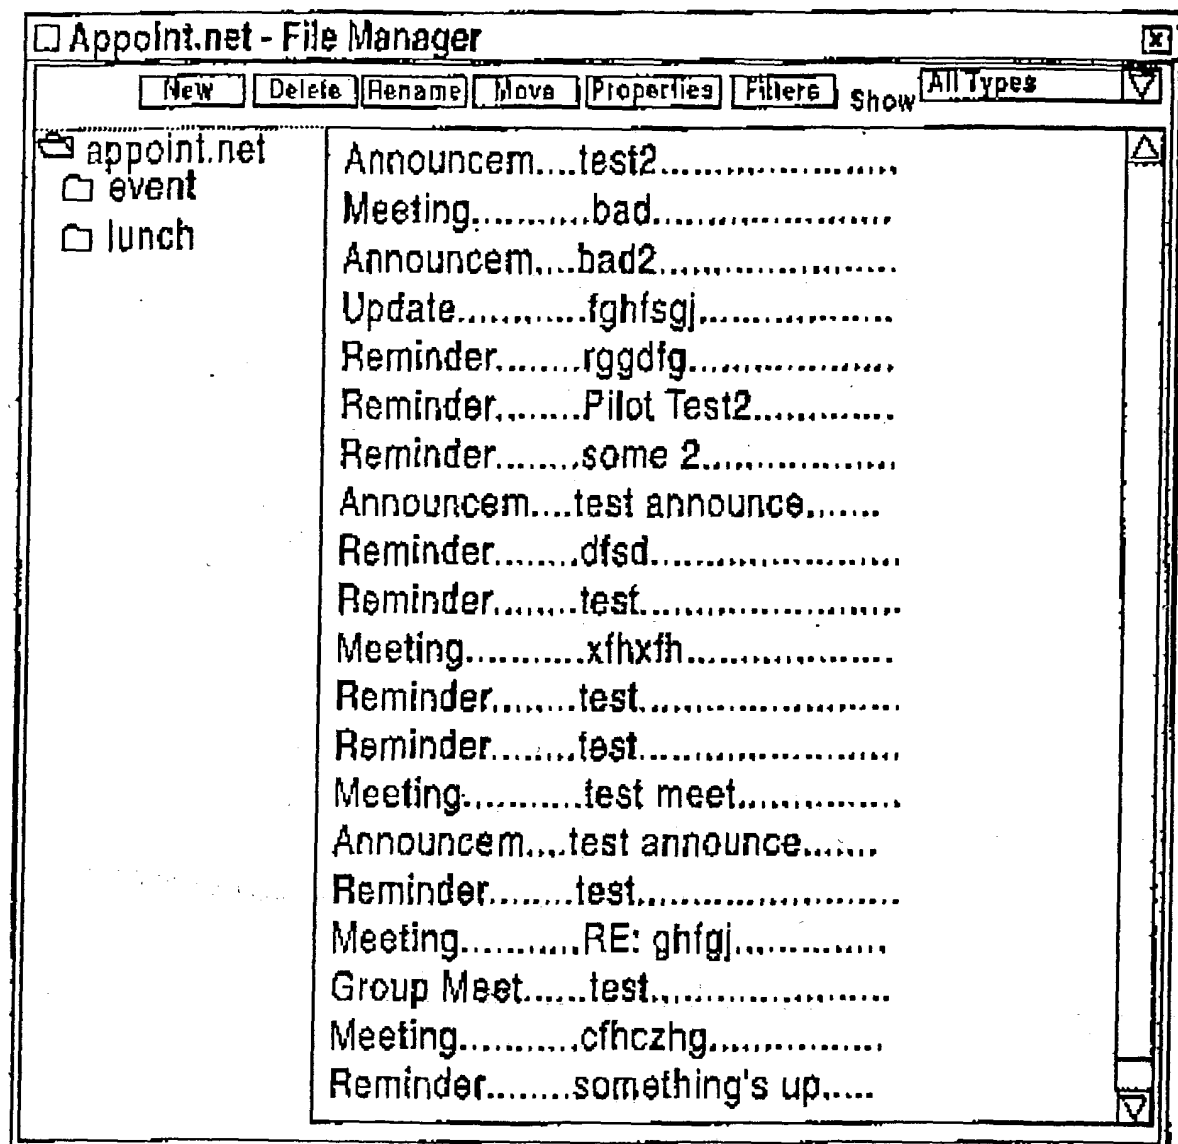 Appoint.net - File Manager x
New Delete Rename Move Properties Filters Show All Types
appoint.net
event
lunch
Announcem....test2........................
Meeting............bad........................
Announcem....bad2........................
Update.............fghfsgj...................
Reminder........rggdfg....................
Reminder.........Pilot Test2..............
Reminder........some 2....................
Announcem....test announce.......
Reminder........dfsd.........................
Reminder........test..........................
Meeting...........xfhxfh.....................
Reminder........test..........................
Reminder........test..........................
Meeting............test meet................
Announcem....test announce.......
Reminder........test..........................
Meeting...........RE: ghfgj...............
Group Meet......test........................
Meeting...........cfhczhg.................
Reminder........something's up......